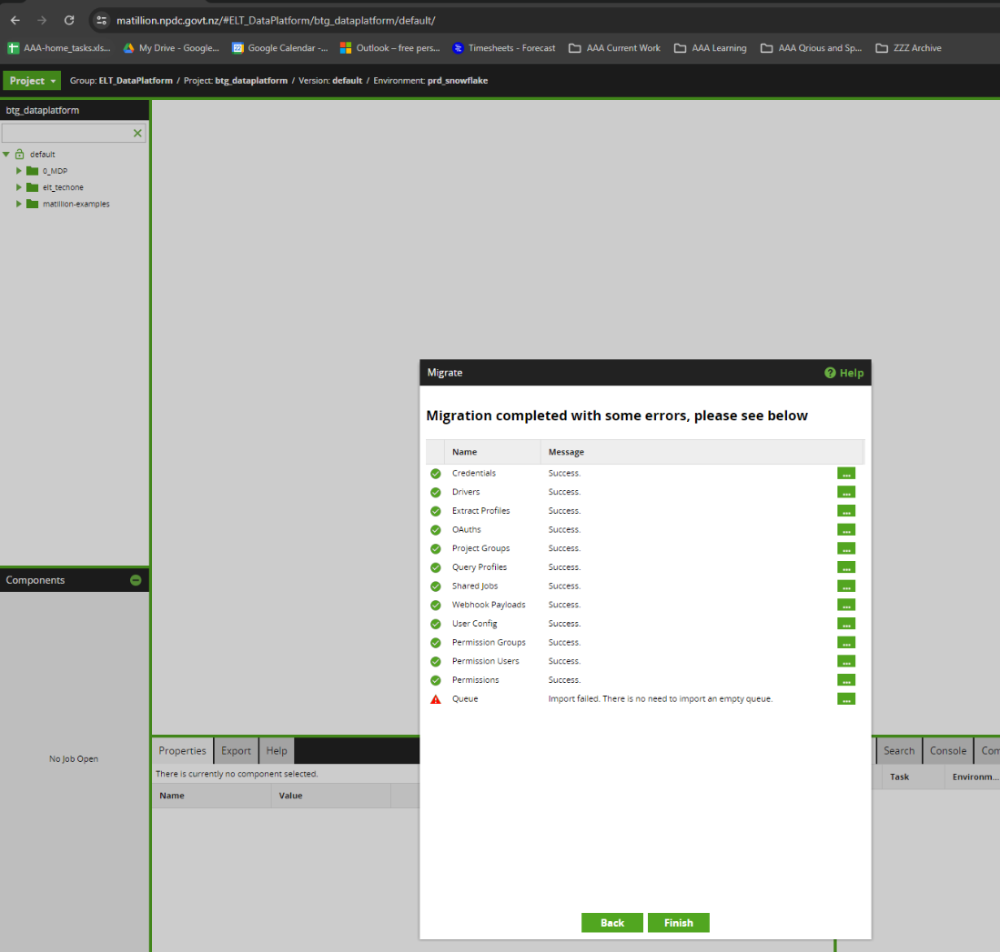 matillion.npdc.govt.nz/#ELT_DataPlatform/btg_dataplatform/default/
AAA-home_tasks.xls... My Drive - Google... Google Calendar -... Outlook – free pers... Timesheets - Forecast AAA Current Work AAA Learning AAA Qrious and Sp... ZZZ Archive
Project Group: ELT_DataPlatform / Project: btg_dataplatform / Version: default / Environment: prd_snowflake
btg_dataplatform
default
0_MDP
elt_techone
matillion-examples
Migrate Help
Migration completed with some errors, please see below
Name Message
Credentials Success. ...
Drivers Success. ...
Extract Profiles Success. ...
OAuths Success. ...
Project Groups Success. ...
Query Profiles Success. ...
Shared Jobs Success. ...
Webhook Payloads Success. ...
User Config Success. ...
Permission Groups Success. ...
Permission Users Success. ...
Permissions Success. ...
Queue Import failed. There is no need to import an empty queue. ...
Back Finish
Components
No Job Open
Properties Export Help
There is currently no component selected.
Name Value
Search Console Com
Task Environm...